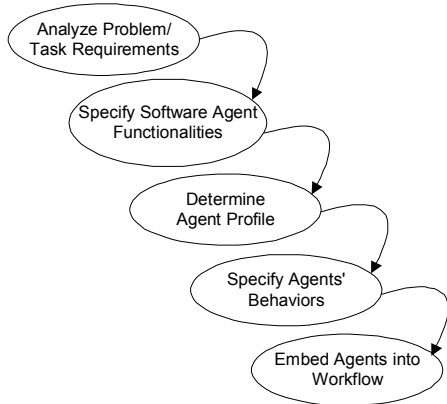 Analyze Problem/
Task Requirements
Specify Software Agent
Functionalities
Determine
Agent Profile
Specify Agents'
Behaviors
Embed Agents into
Workflow